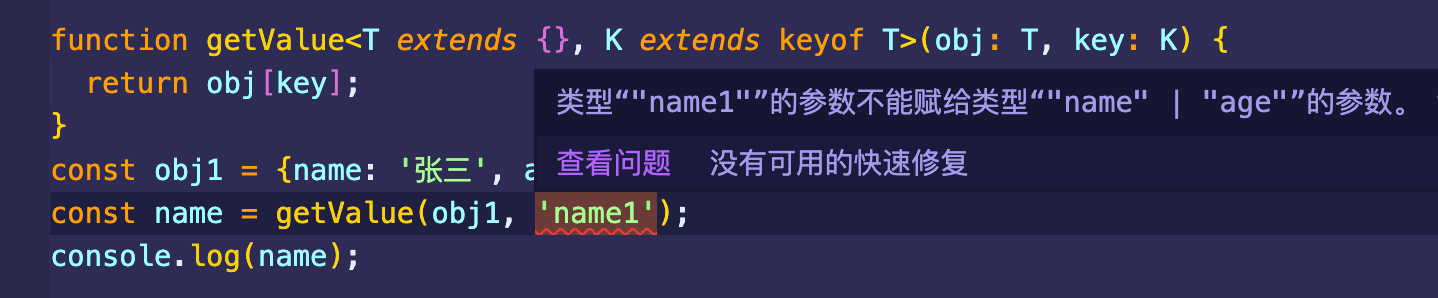 function getValue<T extends {}, K extends keyof T>(obj: T, key: K) {
return obj[key];
类型“"name1"”的参数不能赋给类型“"name" | "age"”的参数。
}
查看问题 没有可用的快速修复
const obj1 = {name: '张三', a
const name = getValue(obj1, 'name1');
console.log(name);